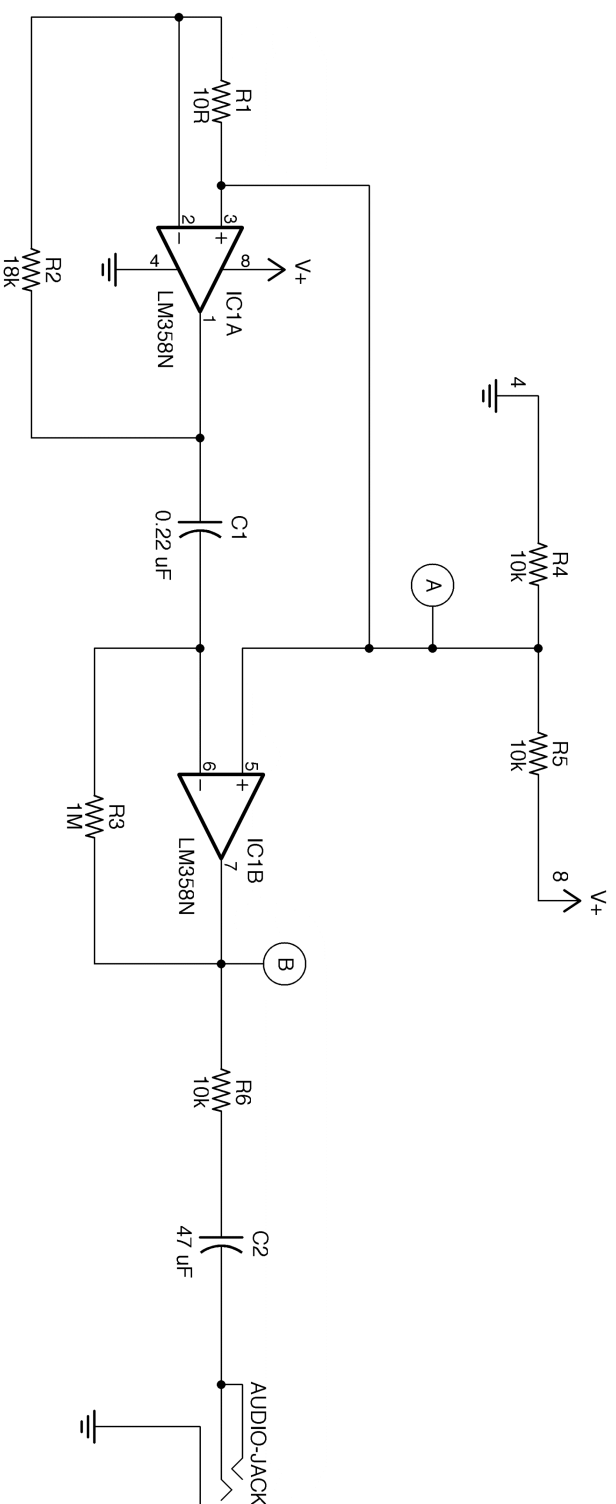 R1
10R
2
3
−
+
4
8
V+
IC1A
LM358N
1
R2
18k
4
C1
0.22 uF
R4
10k
A
R5
10k
8
V+
6
5
−
+
IC1B
LM358N
7
R3
1M
B
R6
10k
C2
47 uF
AUDIO-JACK